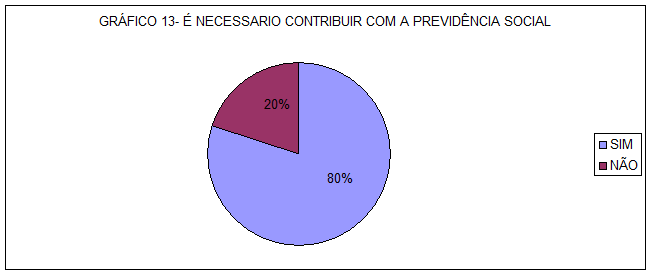 GRÁFICO 13- É NECESSARIO CONTRIBUIR COM A PREVIDÊNCIA SOCIAL
20%
80%
SIM
NÃO